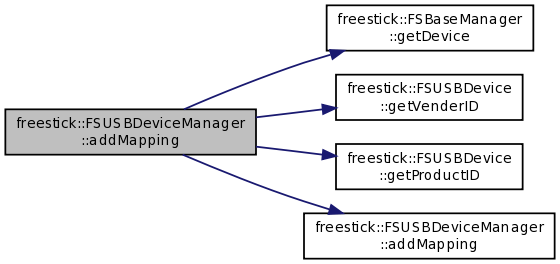 freestick::FSBaseManager
::getDevice
freestick::FSUSBDevice
::getVenderID
freestick::FSUSBDeviceManager
::addMapping
freestick::FSUSBDevice
::getProductID
freestick::FSUSBDeviceManager
::addMapping